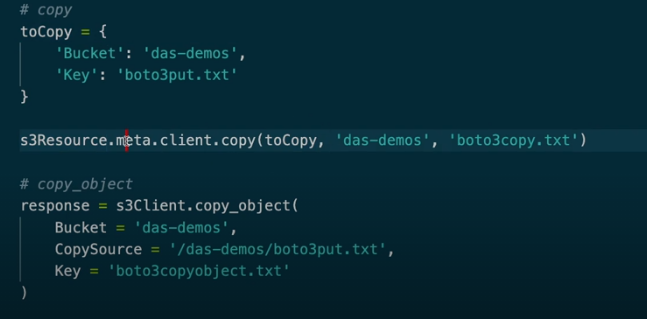 # copy
toCopy = {
    'Bucket': 'das-demos',
    'Key': 'boto3put.txt'
}
s3Resource.meta.client.copy(toCopy, 'das-demos', 'boto3copy.txt')
# copy_object
response = s3Client.copy_object(
    Bucket = 'das-demos',
    CopySource = '/das-demos/boto3put.txt',
    Key = 'boto3copyobject.txt'
)